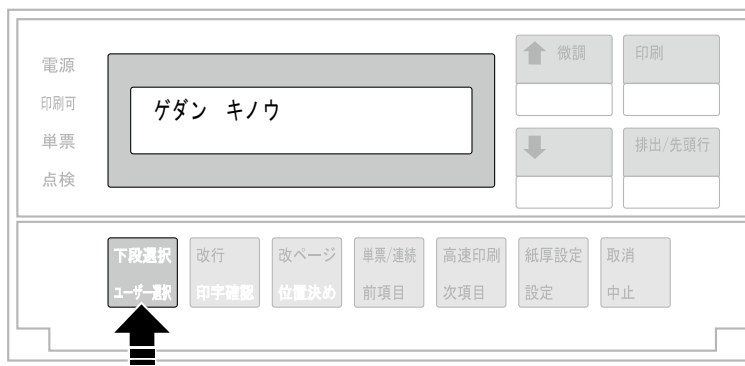 電源
印刷可
単票
点検
ゲダン キノウ
微調
印刷
排出/先頭行
下段選択
ユーザー選択
改行
印字確認
改ページ
位置決め
単票/連続
前項目
高速印刷
次項目
紙厚設定
設定
取消
中止